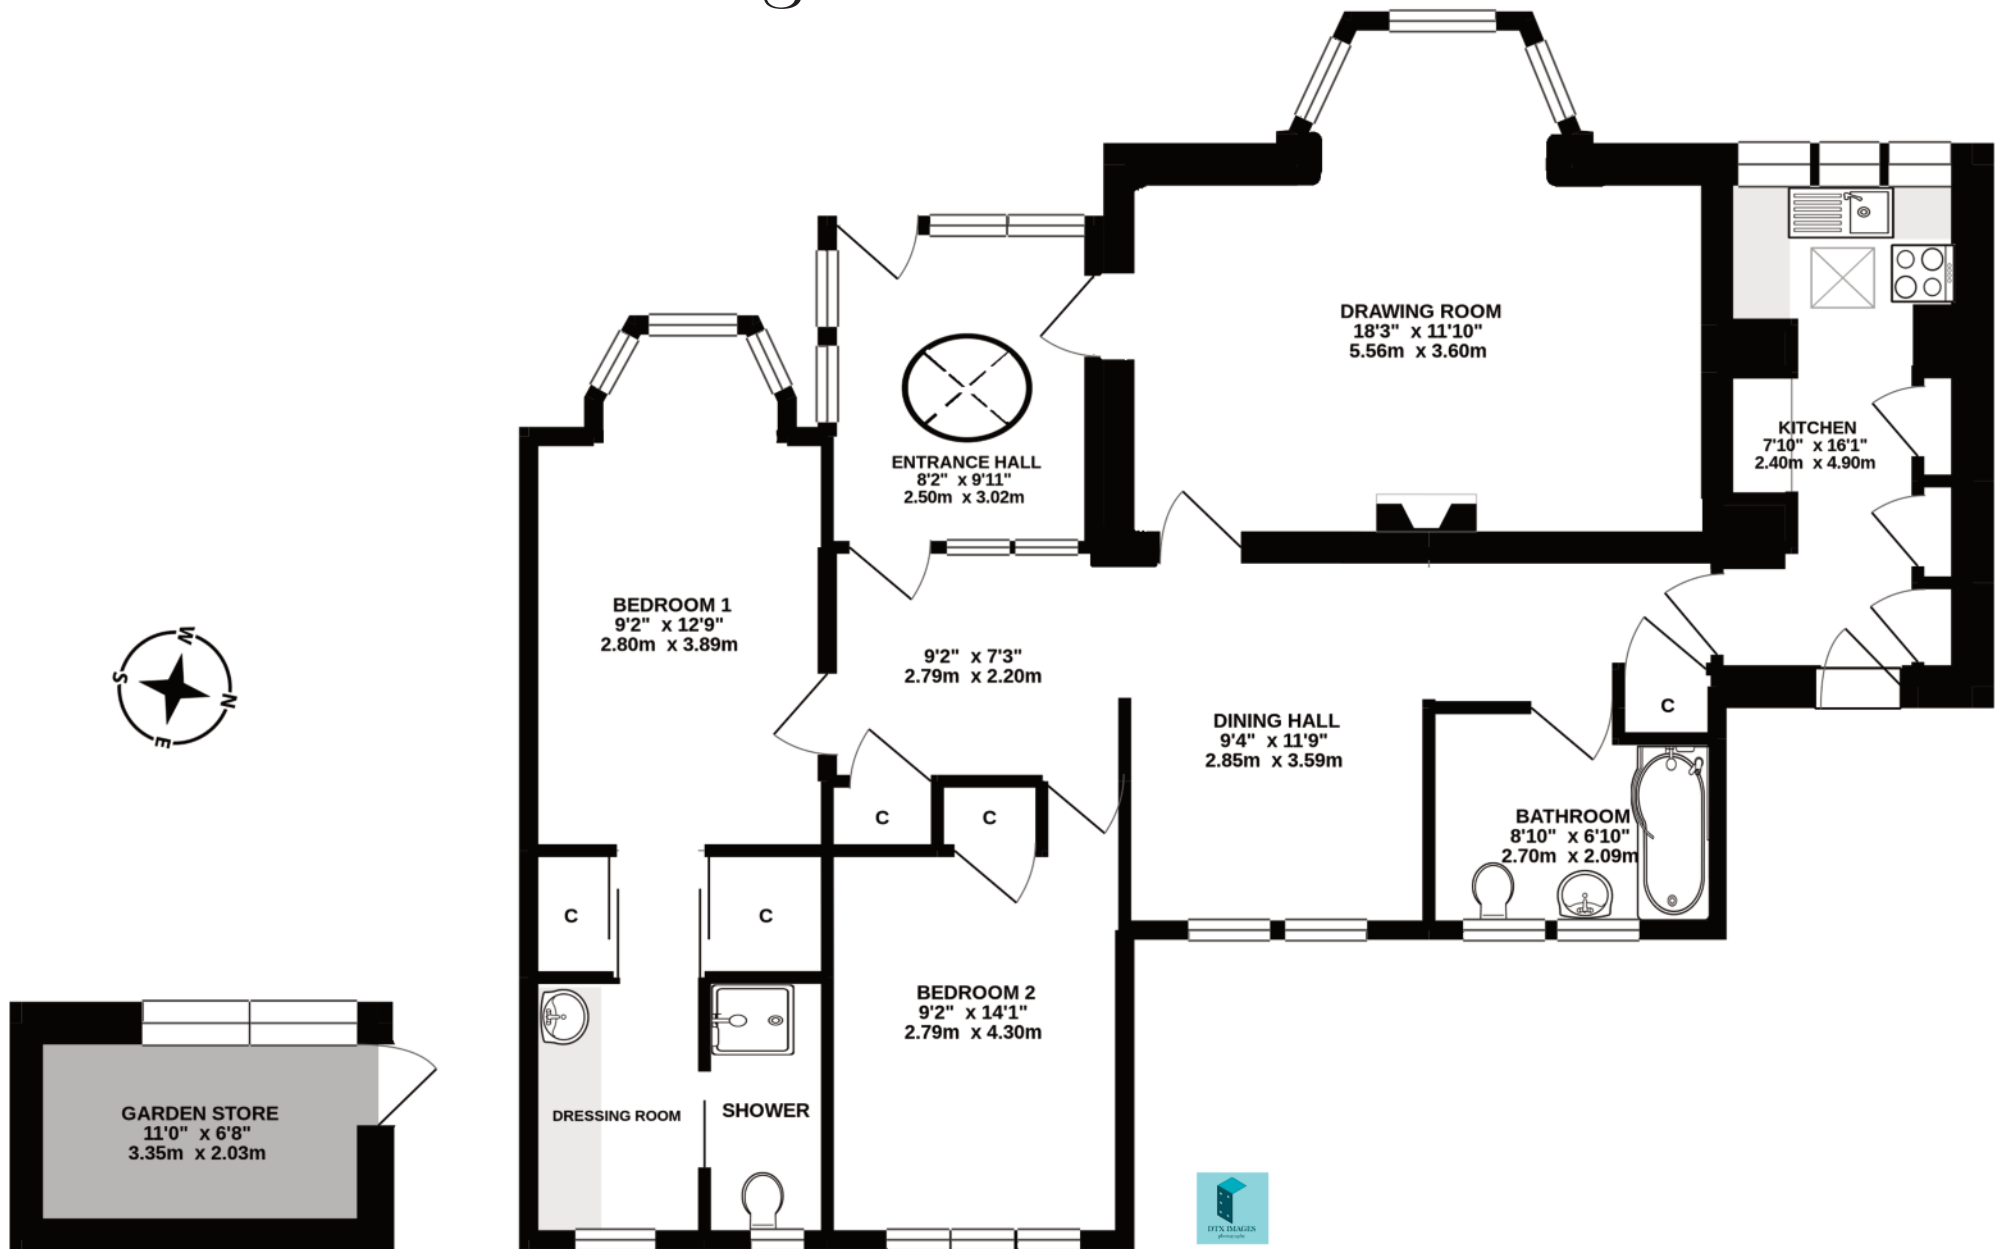 DRAWING ROOM
18'3" x 11'10"
5.56m x 3.60m
KITCHEN
7'10" x 16'1"
2.40m x 4.90m
ENTRANCE HALL
8'2" x 9'11"
2.50m x 3.02m
BEDROOM 1
9'2" x 12'9"
2.80m x 3.89m
9'2" x 7'3"
2.79m x 2.20m
DINING HALL
9'4" x 11'9"
2.85m x 3.59m
C
BATHROOM
8'10" x 6'10"
2.70m x 2.09m
C
C
C
C
BEDROOM 2
9'2" x 14'1"
2.79m x 4.30m
DRESSING ROOM
SHOWER
GARDEN STORE
11'0" x 6'8"
3.35m x 2.03m
W
S
N
E
DTX IMAGES
photography